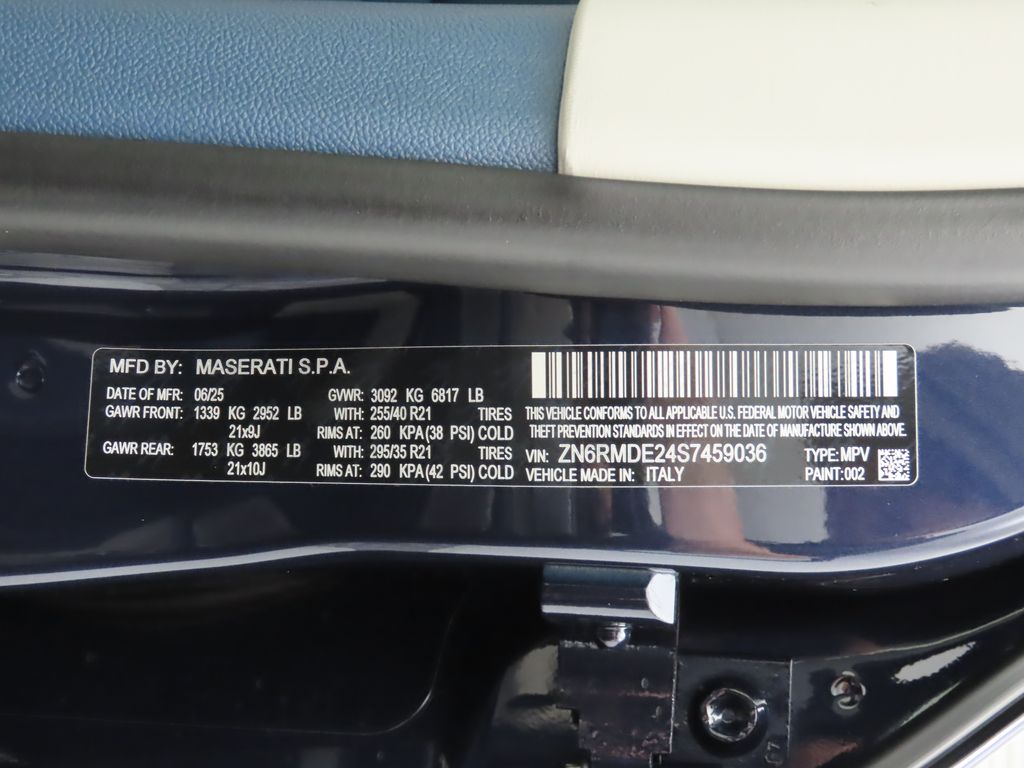 MFD BY: MASERATI S.P.A.
DATE OF MFR: 06/25 GVWR: 3092 KG 6817 LB
GAWR FRONT: 1339 KG 2952 LB WITH: 255/40 R21 TIRES
21x9J RIMS AT: 260 KPA(38 PSI) COLD
GAWR REAR: 1753 KG 3865 LB WITH: 295/35 R21 TIRES
21x10J RIMS AT: 290 KPA(42 PSI) COLD
THIS VEHICLE CONFORMS TO ALL APPLICABLE U.S. FEDERAL MOTOR VEHICLE SAFETY AND
THEFT PREVENTION STANDARDS IN EFFECT ON THE DATE OF MANUFACTURE SHOWN ABOVE.
VIN: ZN6RMDE24S7459036 TYPE: MPV
VEHICLE MADE IN: ITALY PAINT: 002